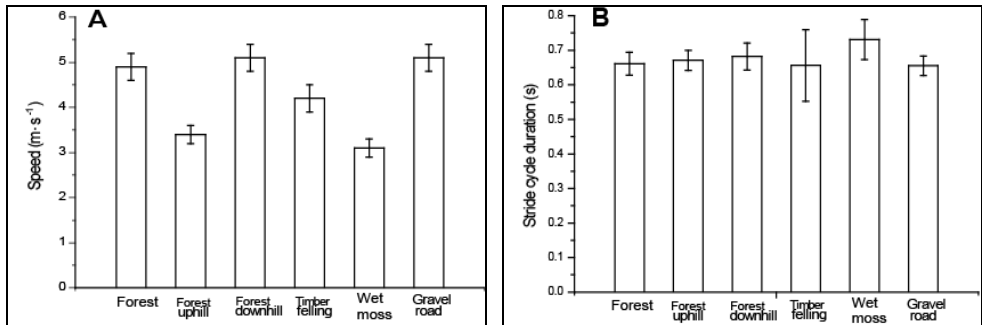 A
Speed (m·s⁻¹)
6
5
4
3
2
1
0
Forest
Forest
uphill
Forest
downhill
Timber
felling
Wet
moss
Gravel
road
B
Stride cycle duration (s)
0.8
0.7
0.6
0.5
0.4
0.3
0.2
0.1
0.0
Forest
Forest
uphill
Forest
downhill
Timber
felling
Wet
moss
Gravel
road